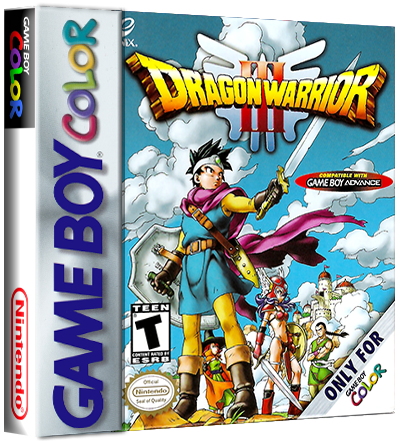 GAME BOY
COLOR
Nintendo
GAME BOY COLOR
ENIX
DRAGON WARRIOR
III
COMPATIBLE WITH
GAME BOY ADVANCE
TEEN
T
CONTENT RATED BY
ESRB
Official
Nintendo
Seal of Quality
ONLY FOR
GAME BOY
COLOR